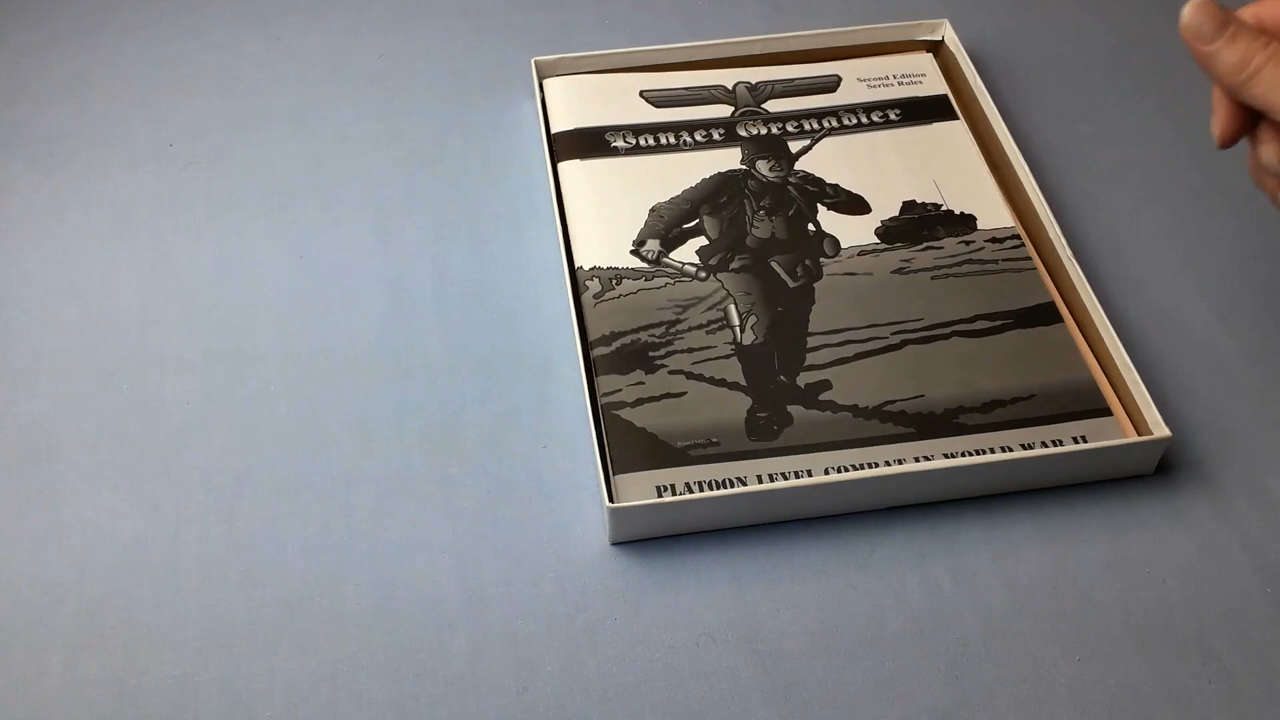 Second Edition
Series Rules
Panzer Grenadier
PLATOON LEVEL COMBAT IN WORLD WAR II